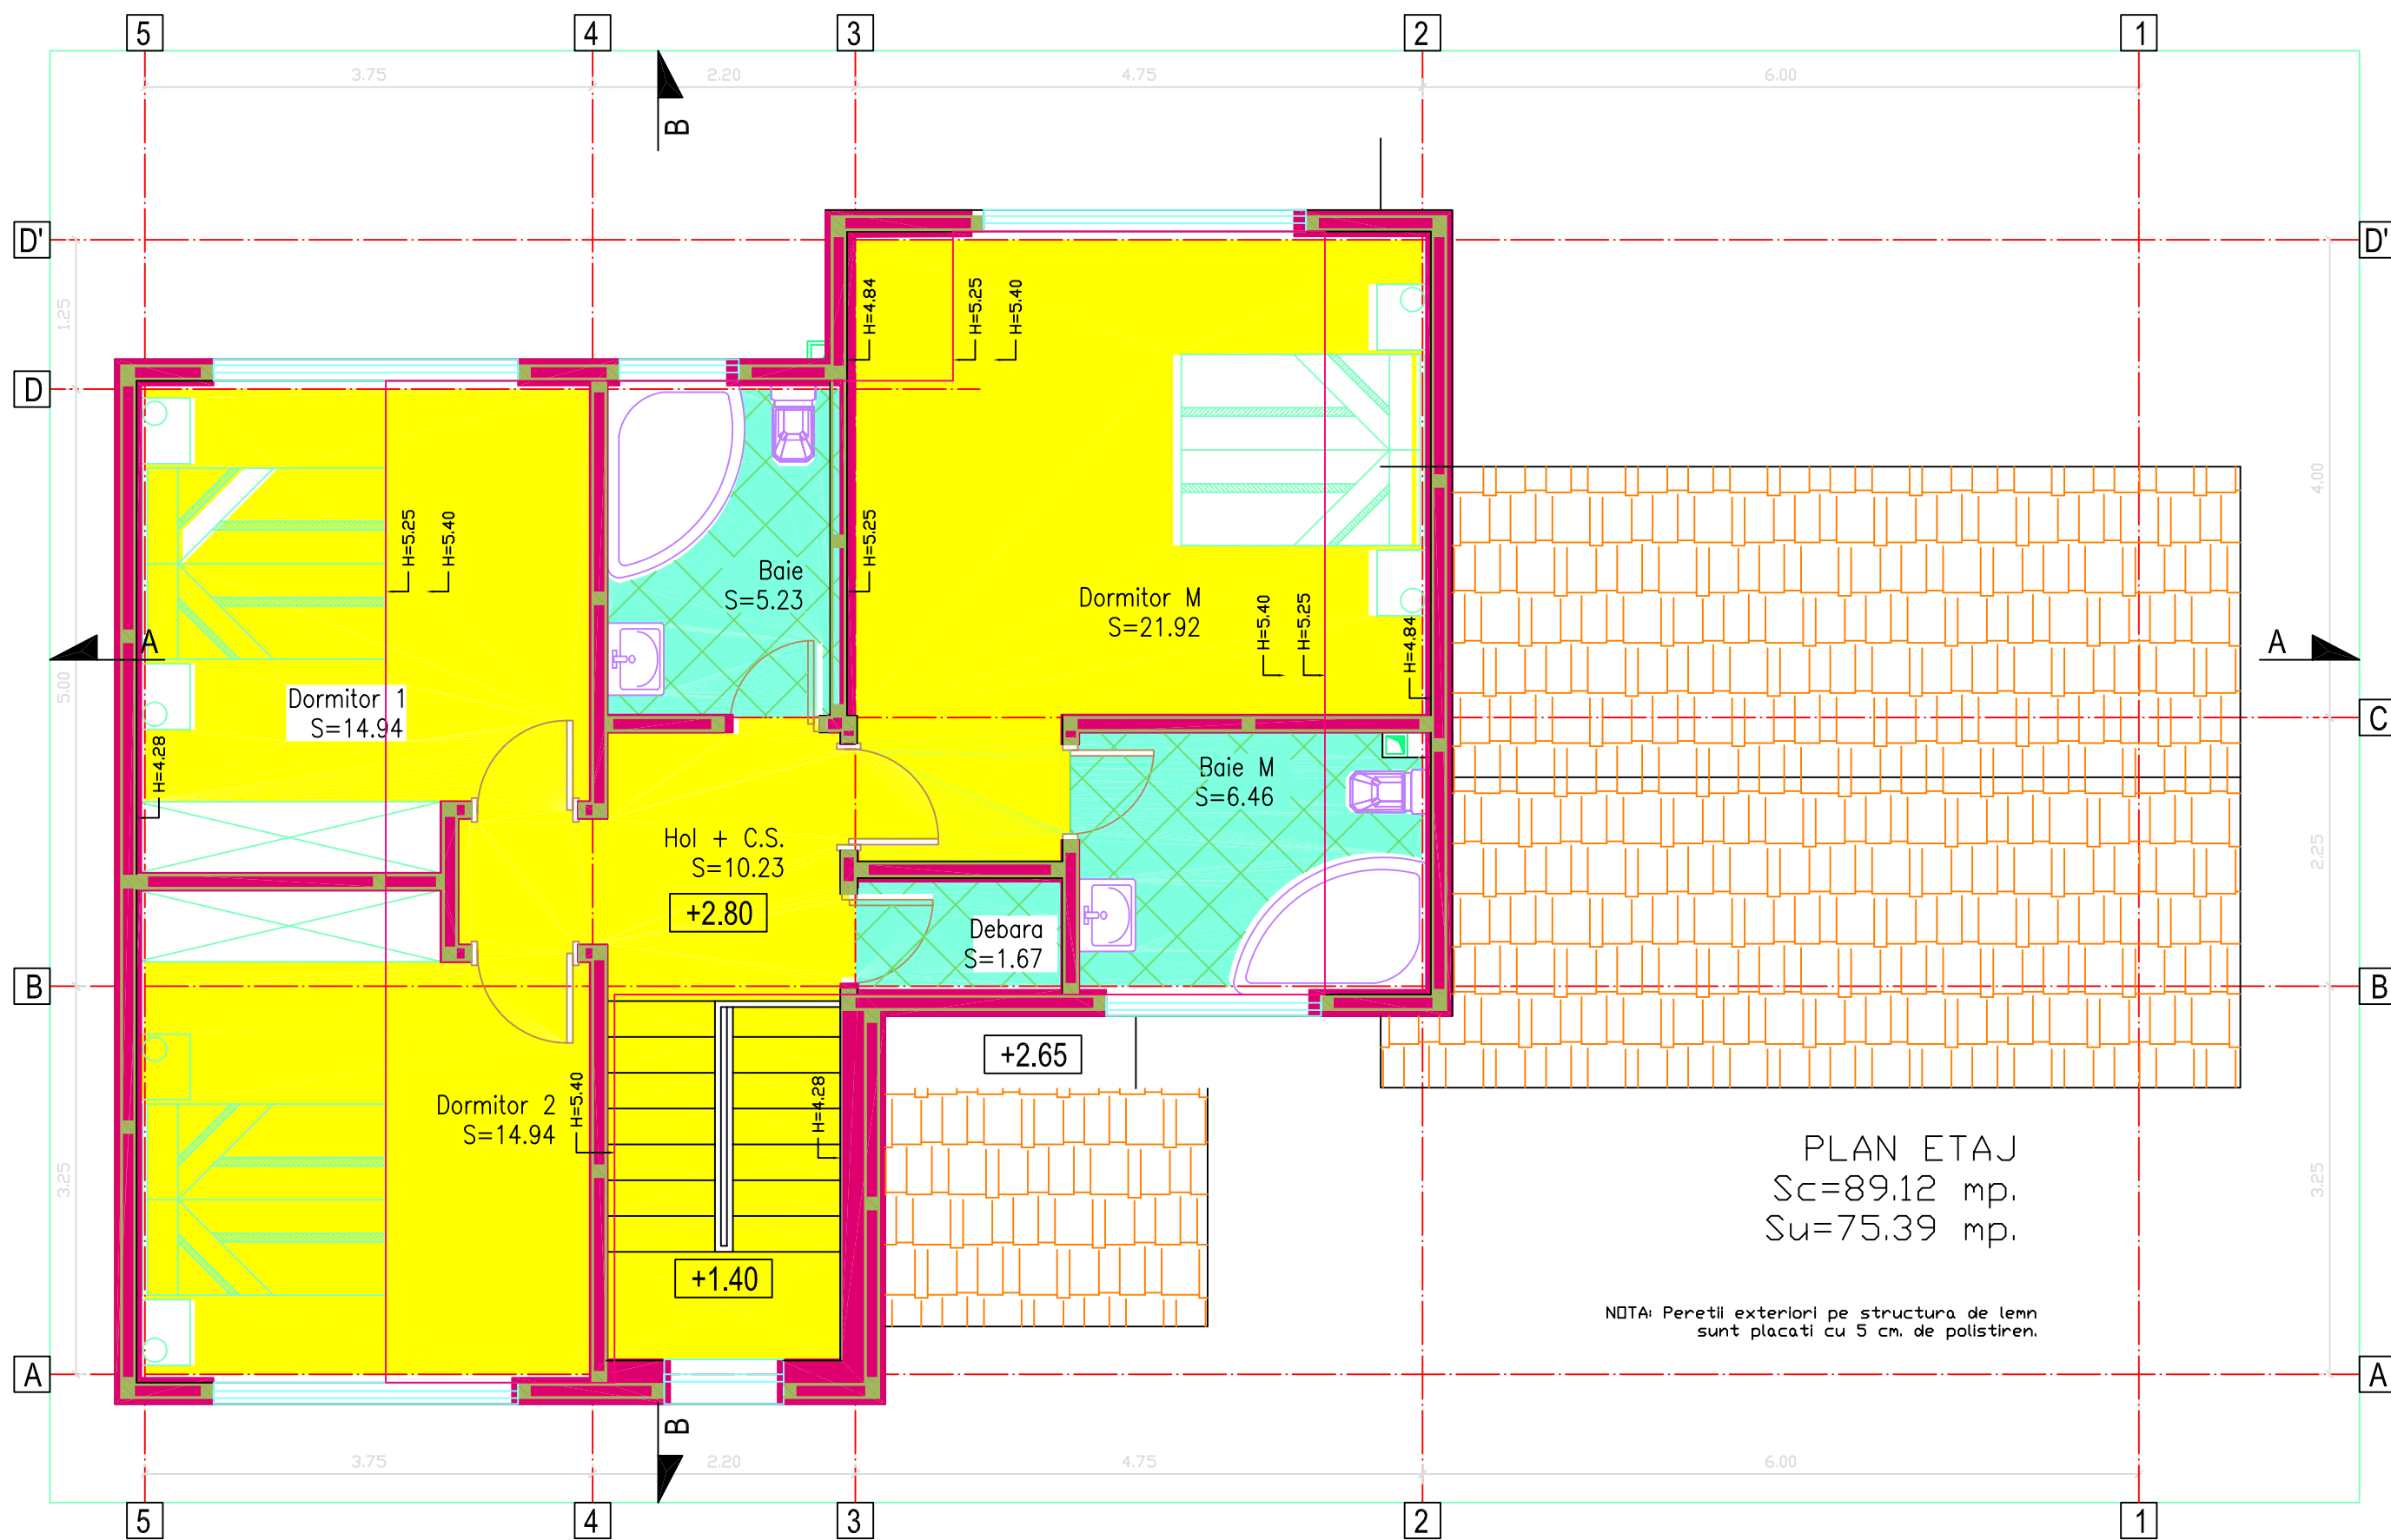 5 4 3 2 1
3.75 2.20 4.75 6.00
B
D' D'
1.25
H=4.84 H=5.25 H=5.40
D
4.00
H=5.25 H=5.40
H=5.25
Baie
S=5.23
Dormitor M
S=21.92
H=5.40 H=5.25 H=4.84
A A
5.00
Dormitor 1
S=14.94
H=4.28
C
Baie M
S=6.46
Hol + C.S.
S=10.23
2.25
+2.80
Debara
S=1.67
B B
+2.65
Dormitor 2
S=14.94
H=5.40
H=4.28
3.25 3.25
PLAN ETAJ
Sc=89.12 mp.
Su=75.39 mp.
+1.40
NOTA: Peretii exteriori pe structura de lemn
sunt placati cu 5 cm. de polistiren.
A A
B
3.75 2.20 4.75 6.00
5 4 3 2 1